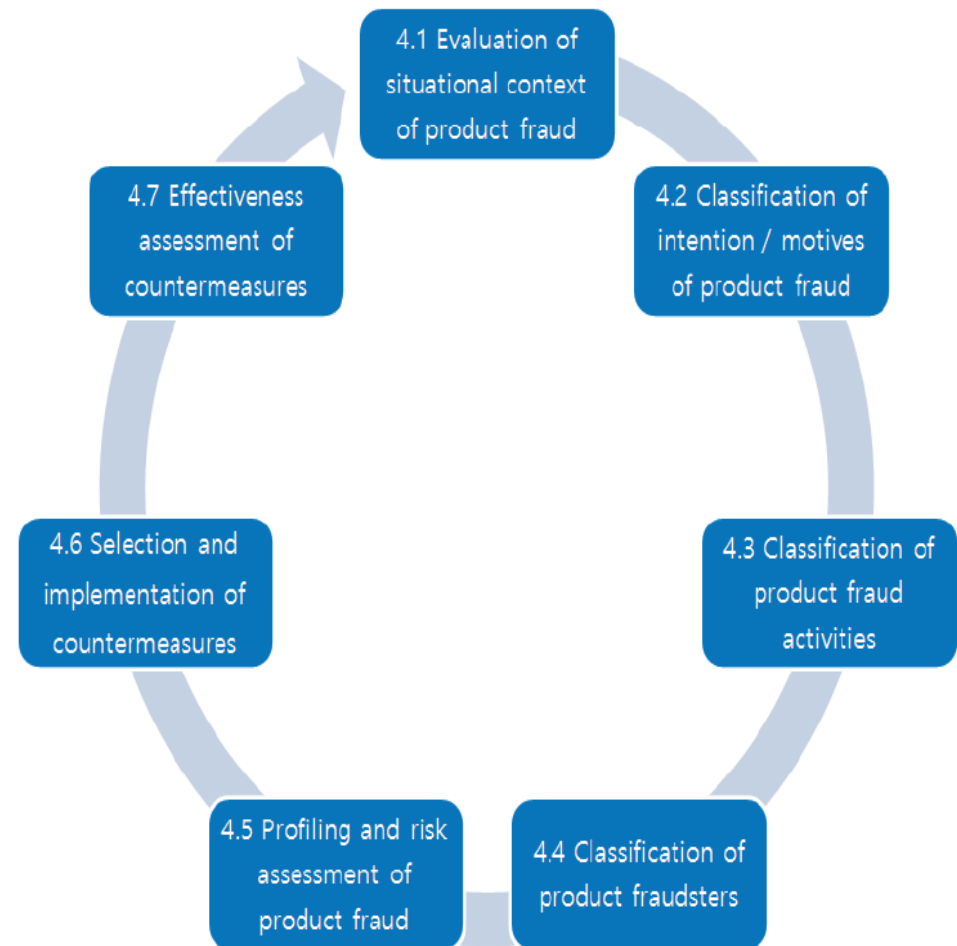 4.1 Evaluation of
situational context
of product fraud
4.2 Classification of
intention / motives
of product fraud
4.3 Classification of
product fraud
activities
4.4 Classification of
product fraudsters
4.5 Profiling and risk
assessment of
product fraud
4.6 Selection and
implementation of
countermeasures
4.7 Effectiveness
assessment of
countermeasures